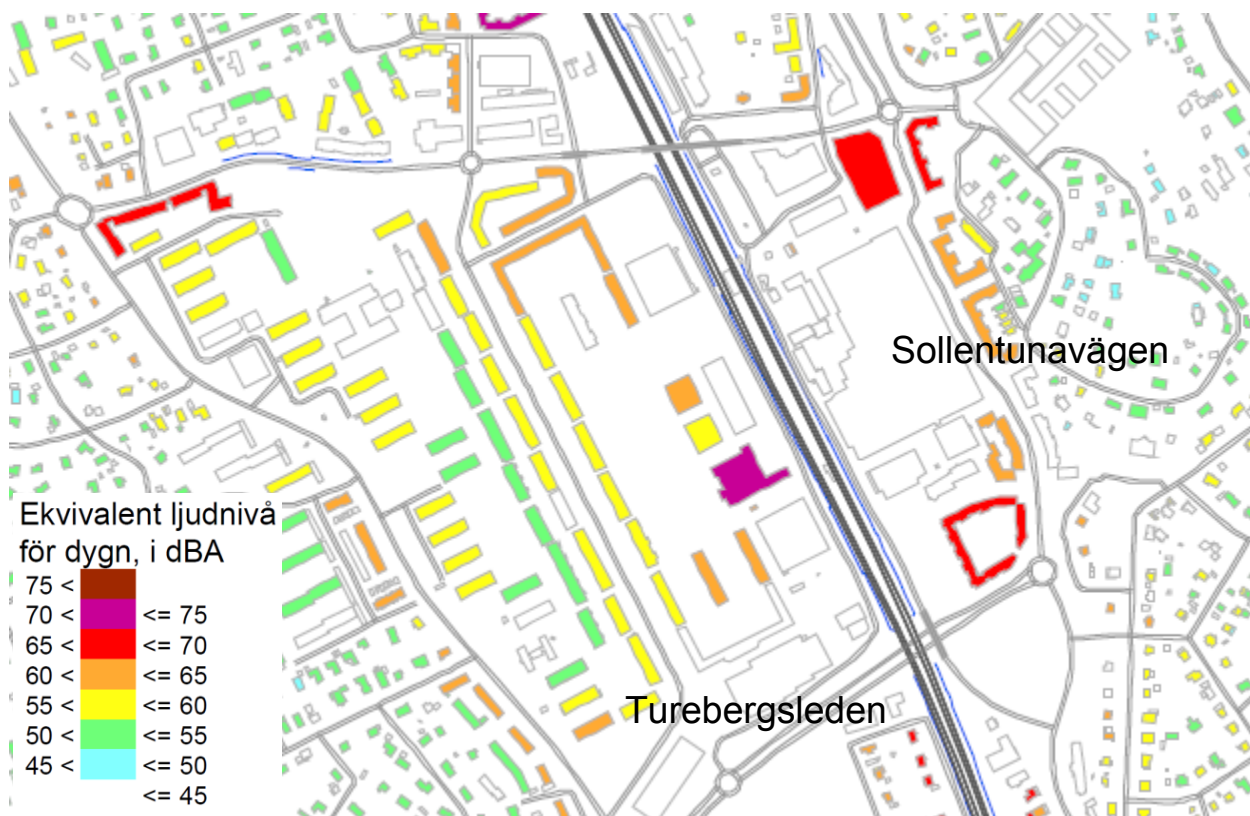 Sollentunavägen
Ekvivalent ljudnivå
för dygn, i dBA
75 <
70 < <= 75
65 < <= 70
60 < <= 65
55 < <= 60
50 < <= 55
45 < <= 50
<= 45
Turebergsleden